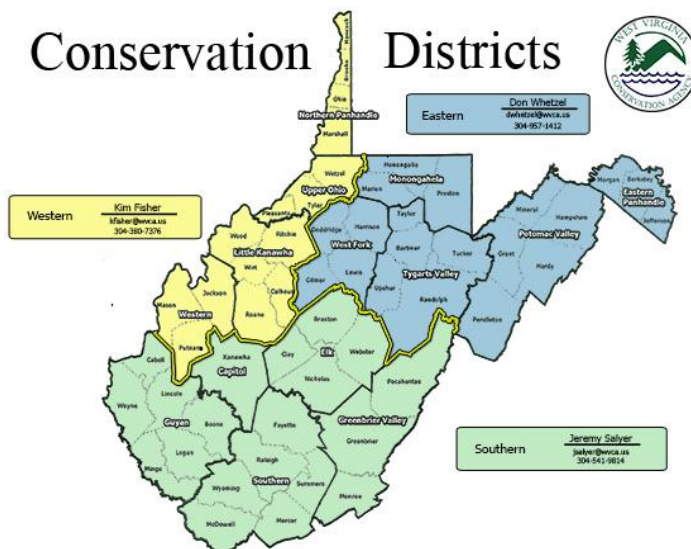 Conservation Districts
WEST VIRGINIA
CONSERVATION AGENCY
Eastern
Don Whetzel
dwhetzel@wvca.us
304-957-1412
Western
Kim Fisher
kfisher@wvca.us
304-380-7376
Southern
Jeremy Salyer
jsalyer@wvca.us
304-541-9814
Hancock
Brooke
Ohio
Northern Panhandle
Marshall
Wetzel
Upper Ohio
Tyler
Pleasants
Monongalia
Monongahela
Marion
Preston
Morgan
Berkeley
Eastern Panhandle
Jefferson
Wood
Ritchie
Little Kanawha
Wirt
Calhoun
Roane
Doddridge
Harrison
West Fork
Gilmer
Lewis
Taylor
Barbour
Tucker
Tygarts Valley
Upshur
Randolph
Mineral
Hampshire
Potomac Valley
Grant
Hardy
Pendleton
Mason
Jackson
Western
Putnam
Cabell
Kanawha
Capitol
Braxton
Clay
Elk
Webster
Nicholas
Pocahontas
Wayne
Lincoln
Guyan
Boone
Logan
Mingo
Fayette
Greenbrier Valley
Greenbrier
Raleigh
Wyoming
Southern
Summers
McDowell
Mercer
Monroe